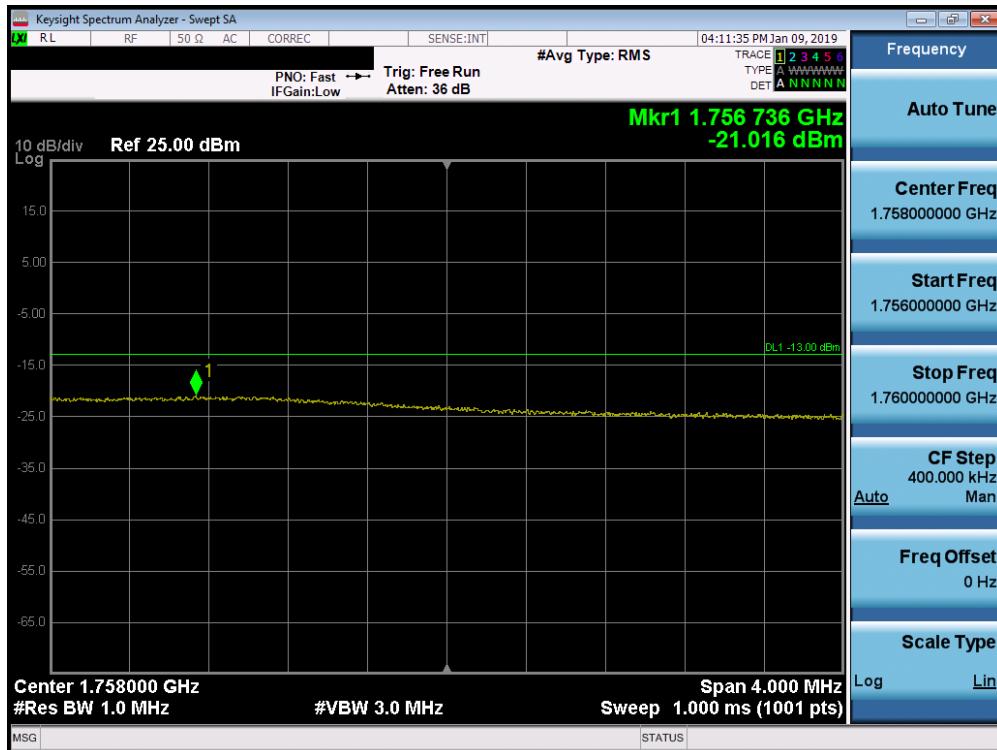 Keysight Spectrum Analyzer - Swept SA
LXI RL RF 50 Ω AC CORREC SENSE:INT 04:11:35 PM Jan 09, 2019
#Avg Type: RMS TRACE 1 2 3 4 5 6
PNO: Fast Trig: Free Run TYPE A WWWWW
IFGain:Low Atten: 36 dB DET A N N N N N
Mkr1 1.756 736 GHz
-21.016 dBm
10 dB/div Ref 25.00 dBm
Log
15.0
5.00
-5.00
DL1 -13.00 dBm
-15.0
1
-25.0
-35.0
-45.0
-55.0
-65.0
Center 1.758000 GHz Span 4.000 MHz
#Res BW 1.0 MHz #VBW 3.0 MHz Sweep 1.000 ms (1001 pts)
MSG STATUS
Frequency
Auto Tune
Center Freq
1.758000000 GHz
Start Freq
1.756000000 GHz
Stop Freq
1.760000000 GHz
CF Step
400.000 kHz
Auto Man
Freq Offset
0 Hz
Scale Type
Log Lin